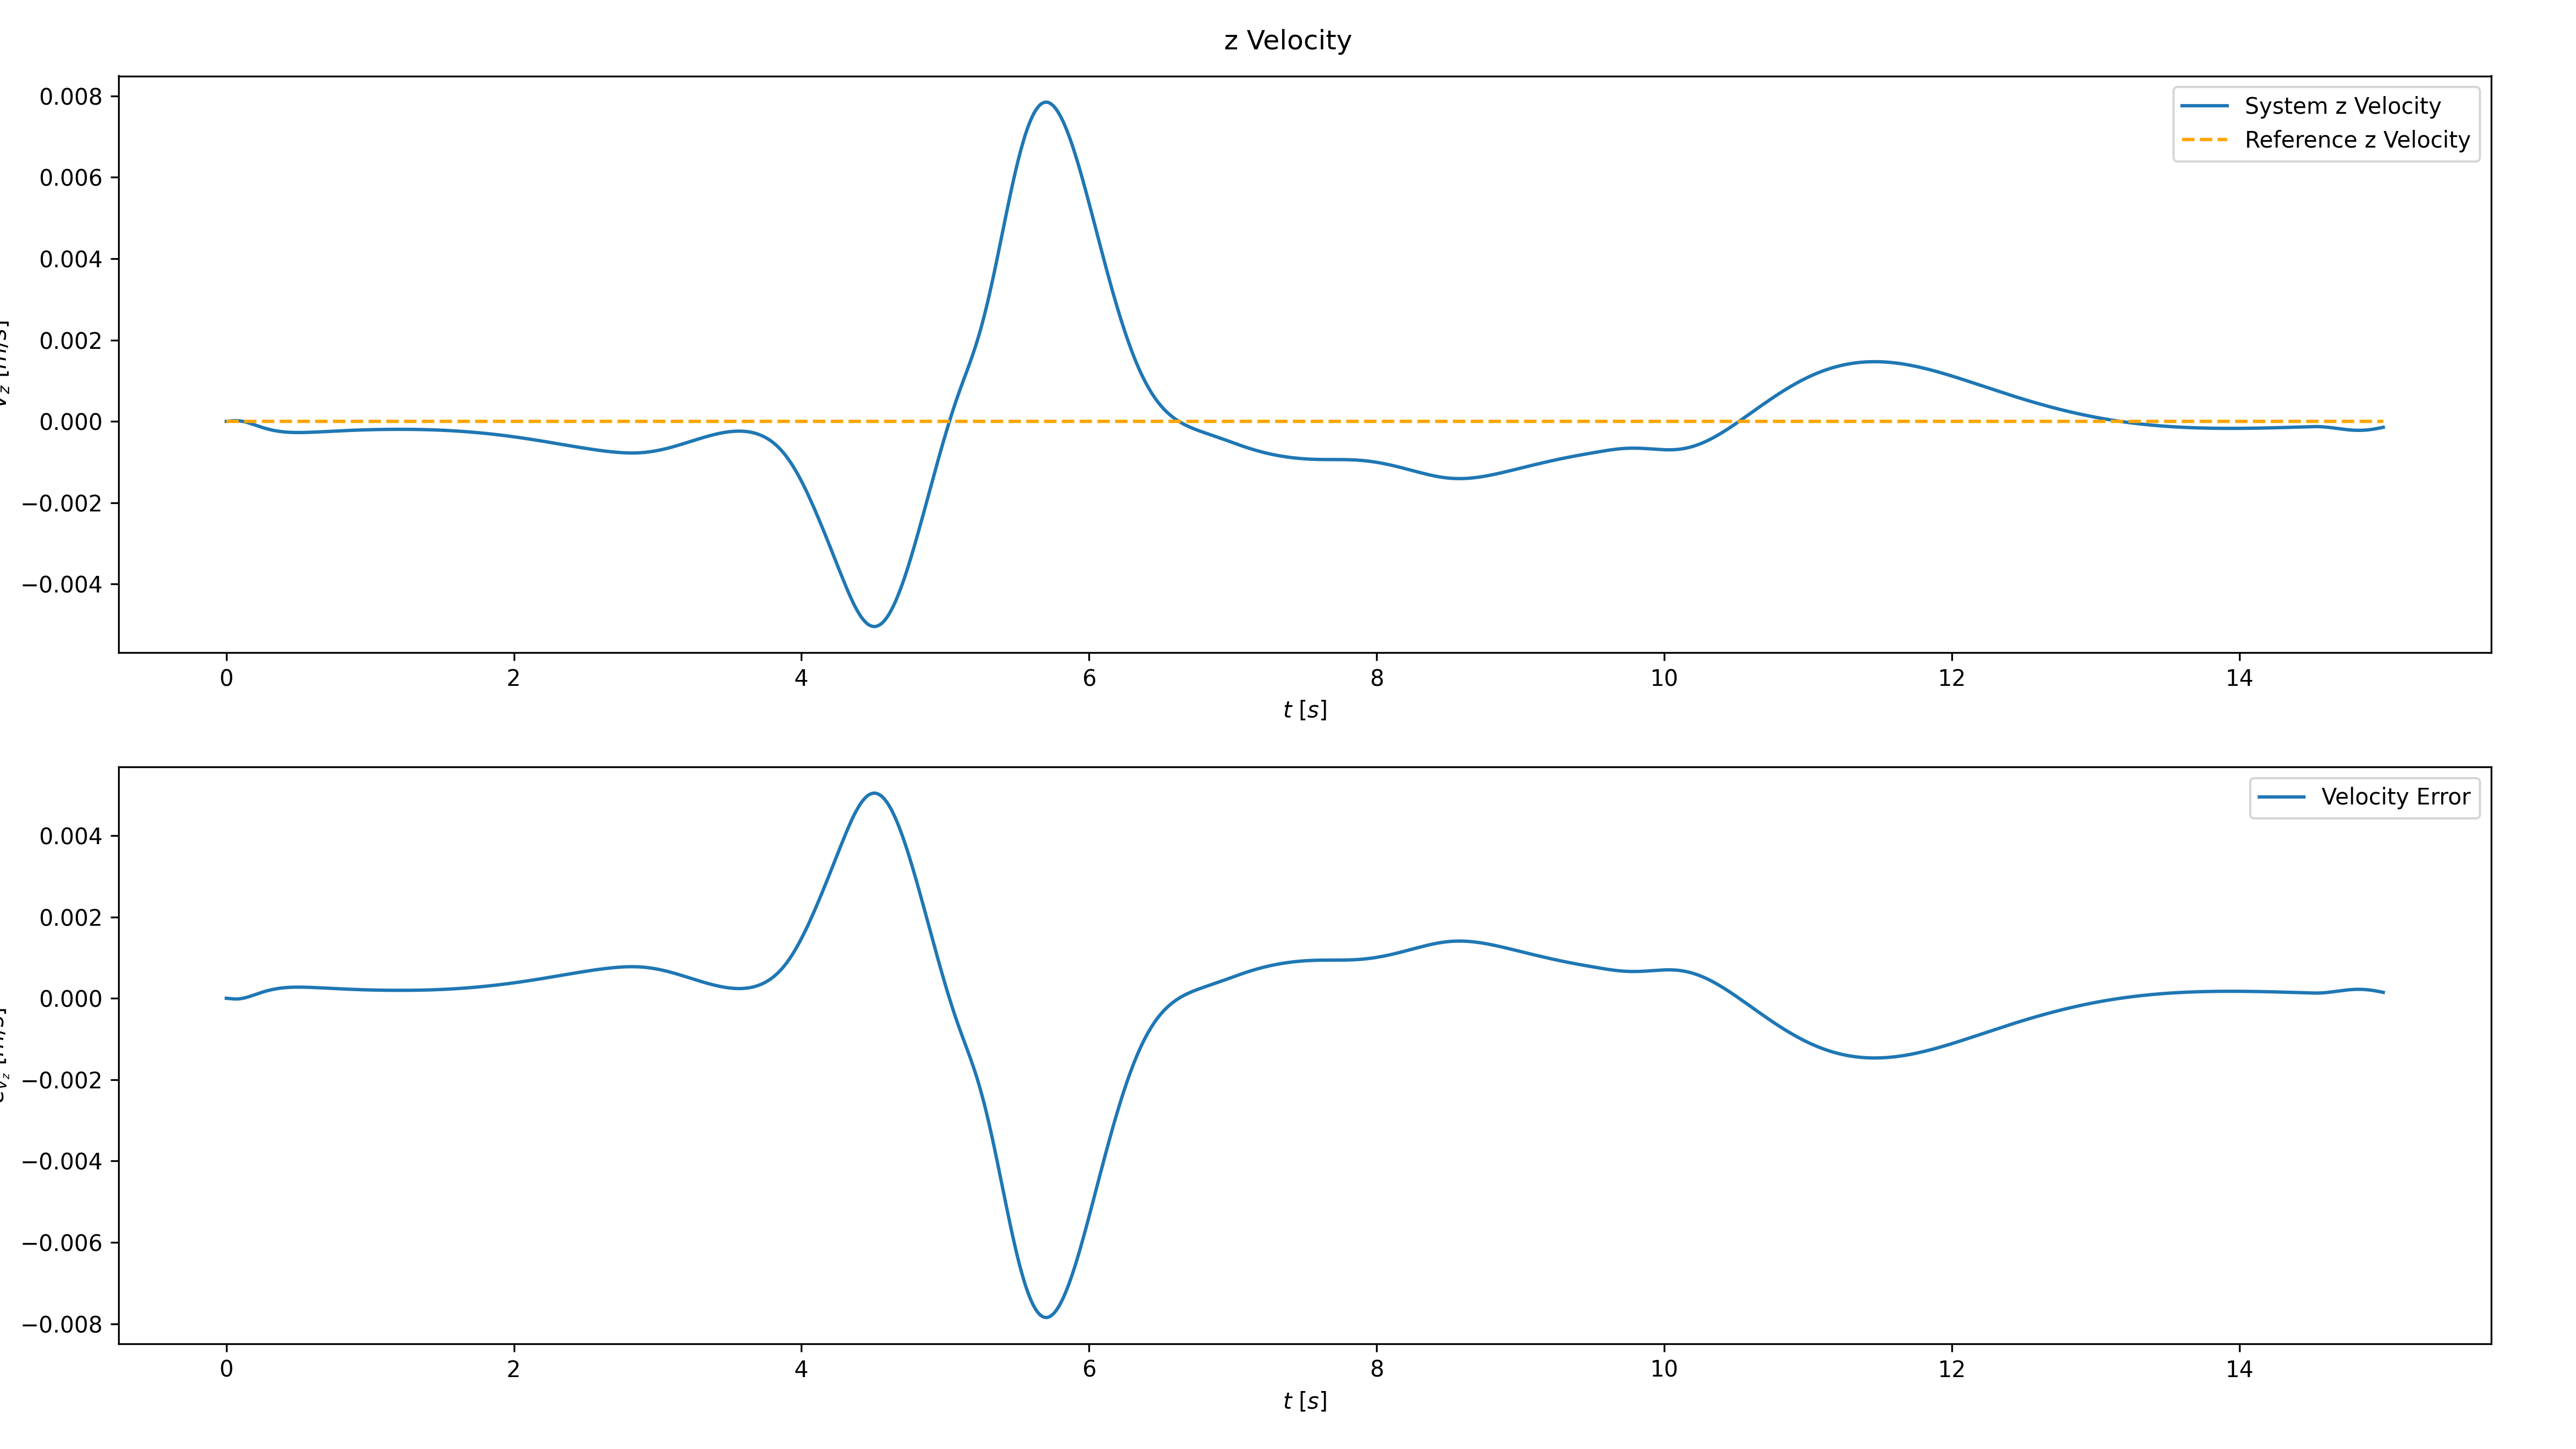 z Velocity
System z Velocity
Reference z Velocity
0.008
0.006
0.004
0.002
0.000
−0.002
−0.004
0 2 4 6 8 10 12 14
t [s]
Velocity Error
0.004
0.002
0.000
−0.002
−0.004
−0.006
−0.008
0 2 4 6 8 10 12 14
t [s]